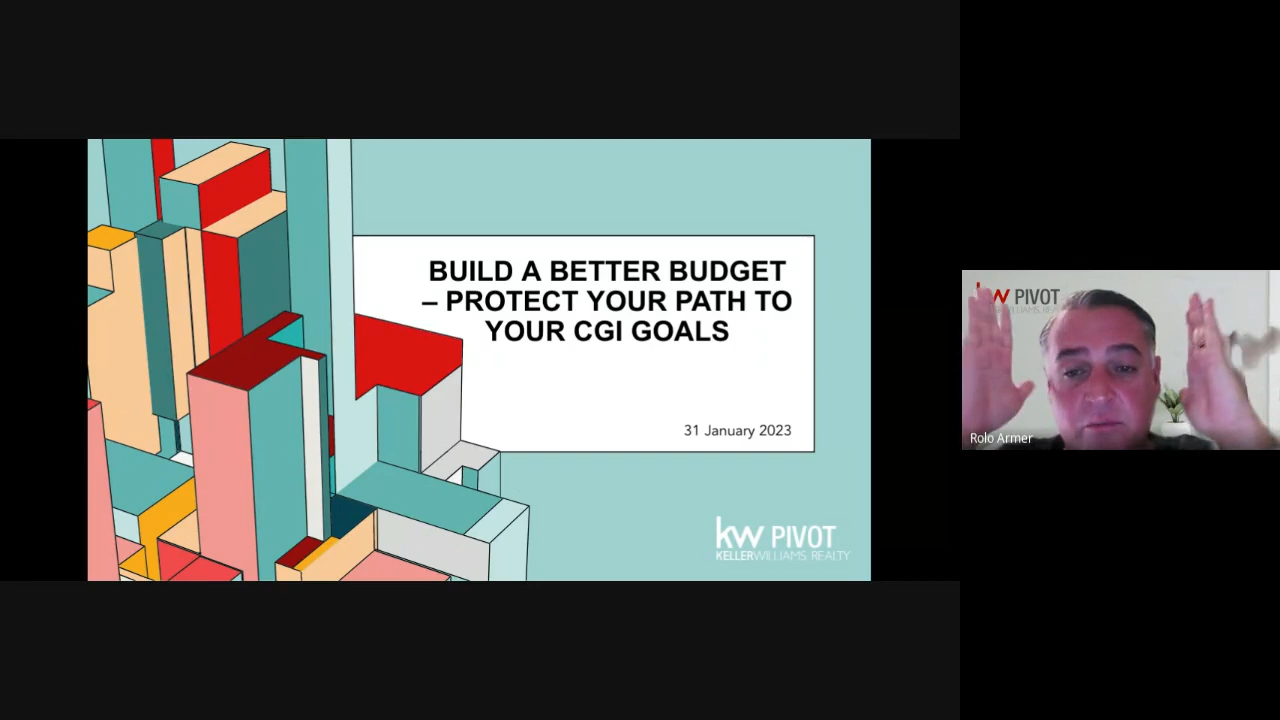 BUILD A BETTER BUDGET
– PROTECT YOUR PATH TO
YOUR CGI GOALS
31 January 2023
kw PIVOT
KELLERWILLIAMS REALTY
kw PIVOT
Rolo Armer